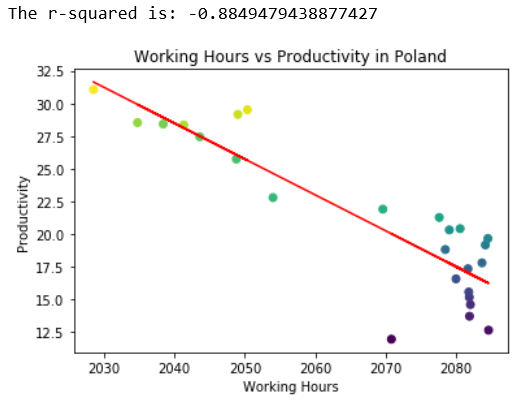 The r-squared is: -0.8849479438877427
Working Hours vs Productivity in Poland
32.5
30.0
27.5
25.0
22.5
20.0
17.5
15.0
12.5
Productivity
2030 2040 2050 2060 2070 2080
Working Hours